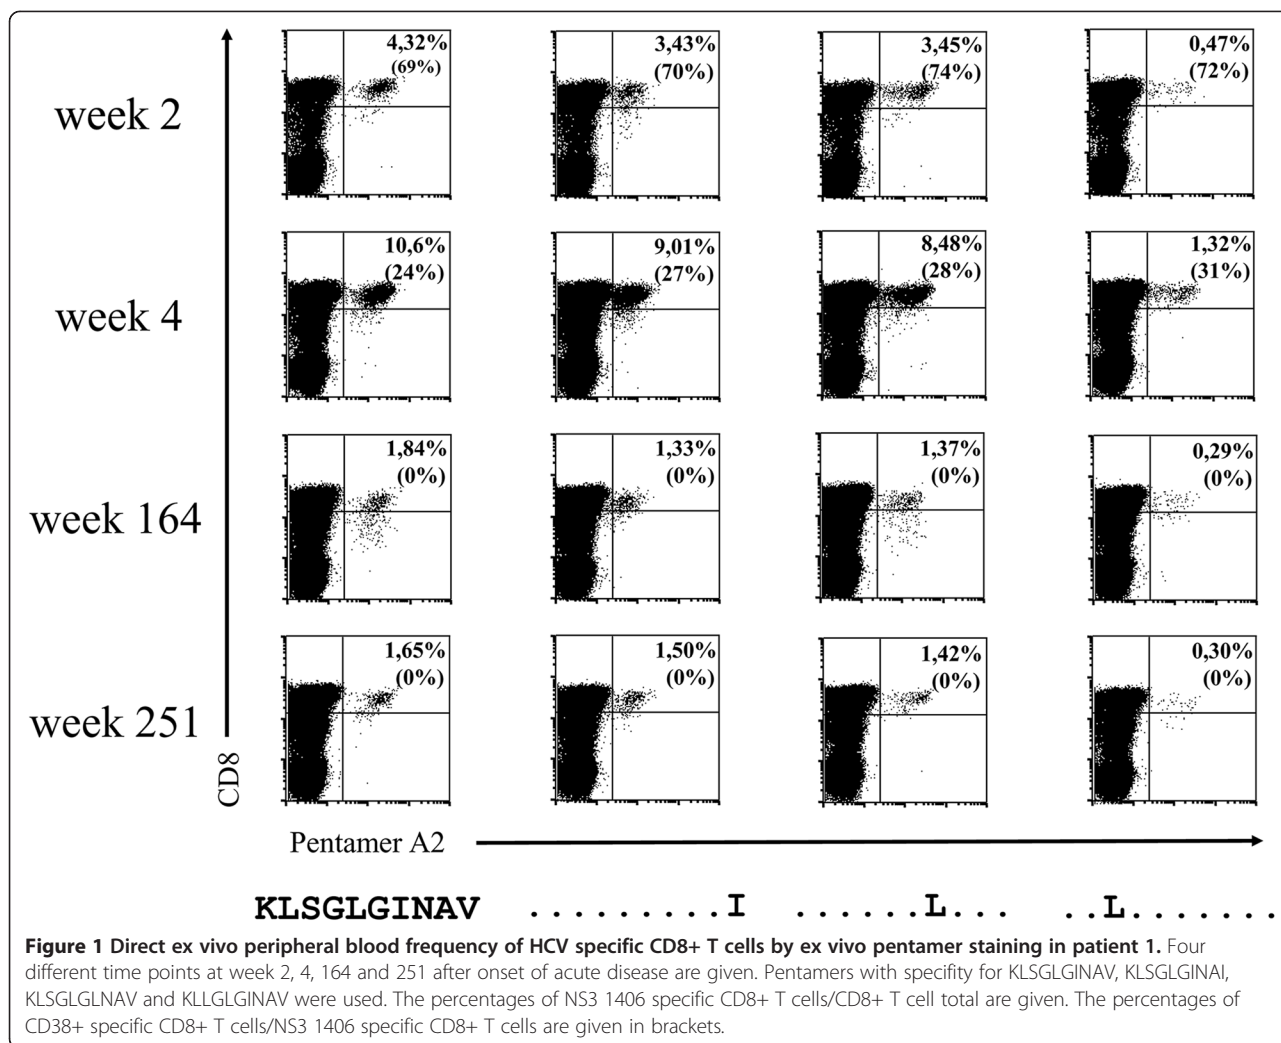 week 2
4,32%
(69%)
3,43%
(70%)
3,45%
(74%)
0,47%
(72%)
week 4
10,6%
(24%)
9,01%
(27%)
8,48%
(28%)
1,32%
(31%)
week 164
1,84%
(0%)
1,33%
(0%)
1,37%
(0%)
0,29%
(0%)
week 251
1,65%
(0%)
1,50%
(0%)
1,42%
(0%)
0,30%
(0%)
CD8
Pentamer A2
KLSGLGINAV . . . . . . . . . I . . . . . . L . . . . . L . . . . . . .
Figure 1 Direct ex vivo peripheral blood frequency of HCV specific CD8+ T cells by ex vivo pentamer staining in patient 1. Four
different time points at week 2, 4, 164 and 251 after onset of acute disease are given. Pentamers with specifity for KLSGLGINAV, KLSGLGINAI,
KLSGLGLNAV and KLLGLGINAV were used. The percentages of NS3 1406 specific CD8+ T cells/CD8+ T cell total are given. The percentages of
CD38+ specific CD8+ T cells/NS3 1406 specific CD8+ T cells are given in brackets.